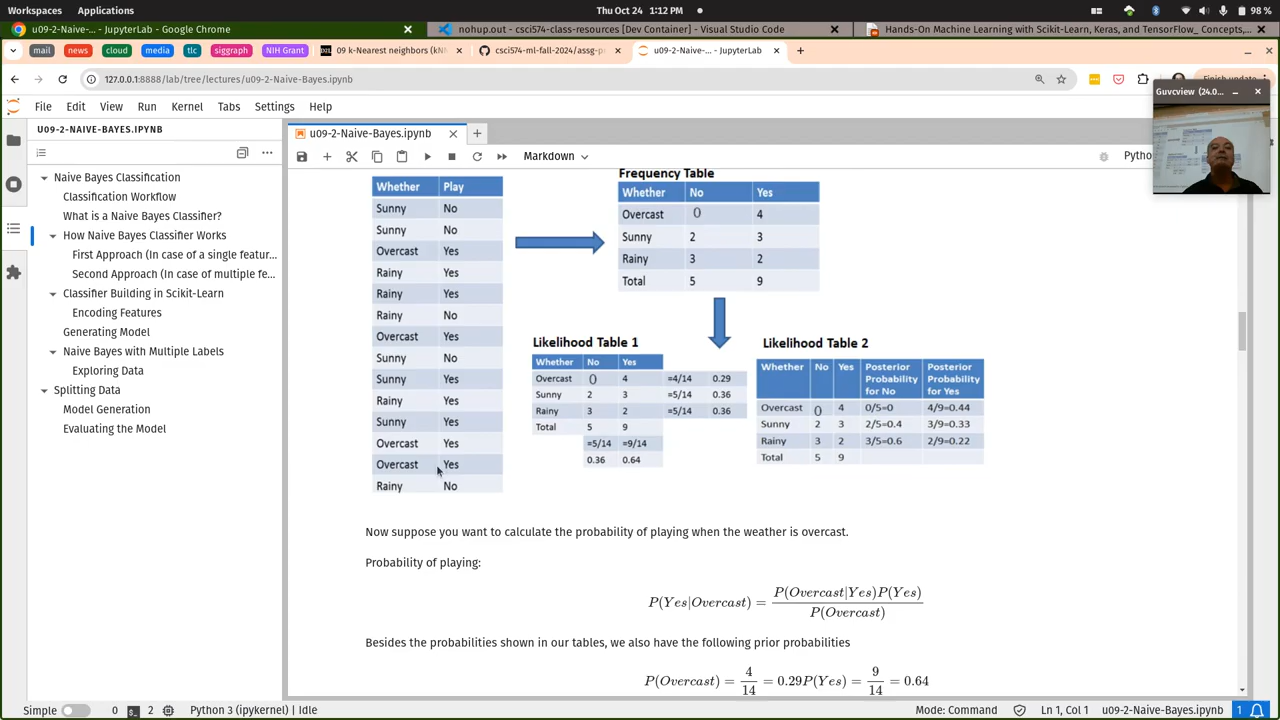 Workspaces Applications Thu Oct 24 1:12 PM 98 %
u09-2-Naive-... - JupyterLab - Google Chrome
nohup.out - csci574-class-resources [Dev Container] - Visual Studio Code
Hands-On Machine Learning with Scikit-Learn, Keras, and TensorFlow_ Concepts,...
mail news cloud media tlc siggraph NIH Grant 09 k-Nearest neighbors (kNN csci574-ml-fall-2024/assg-p u09-2-Naive-... - JupyterLab
127.0.0.1:8888/lab/tree/lectures/u09-2-Naive-Bayes.ipynb
Finish update
Guvcview (24.0...
File Edit View Run Kernel Tabs Settings Help
U09-2-NAIVE-BAYES.IPYNB
u09-2-Naive-Bayes.ipynb
Markdown
Pytho
Naive Bayes Classification
Classification Workflow
What is a Naive Bayes Classifier?
How Naive Bayes Classifier Works
First Approach (In case of a single featur...
Second Approach (In case of multiple fe...
Classifier Building in Scikit-Learn
Encoding Features
Generating Model
Naive Bayes with Multiple Labels
Exploring Data
Splitting Data
Model Generation
Evaluating the Model
Whether Play
Sunny No
Sunny No
Overcast Yes
Rainy Yes
Rainy Yes
Rainy No
Overcast Yes
Sunny No
Sunny Yes
Rainy Yes
Sunny Yes
Overcast Yes
Overcast Yes
Rainy No
Frequency Table
Whether No Yes
Overcast 0 4
Sunny 2 3
Rainy 3 2
Total 5 9
Likelihood Table 1
Whether No Yes
Overcast 0 4 =4/14 0.29
Sunny 2 3 =5/14 0.36
Rainy 3 2 =5/14 0.36
Total 5 9
=5/14 =9/14
0.36 0.64
Likelihood Table 2
Whether No Yes Posterior Probability for No Posterior Probability for Yes
Overcast 0 4 0/5=0 4/9=0.44
Sunny 2 3 2/5=0.4 3/9=0.33
Rainy 3 2 3/5=0.6 2/9=0.22
Total 5 9
Now suppose you want to calculate the probability of playing when the weather is overcast.
Probability of playing:
P(Yes|Overcast) = P(Overcast|Yes)P(Yes) / P(Overcast)
Besides the probabilities shown in our tables, we also have the following prior probabilities
P(Overcast) = 4/14 = 0.29P(Yes) = 9/14 = 0.64
Simple 0 2 Python 3 (ipykernel) | Idle Mode: Command Ln 1, Col 1 u09-2-Naive-Bayes.ipynb 1